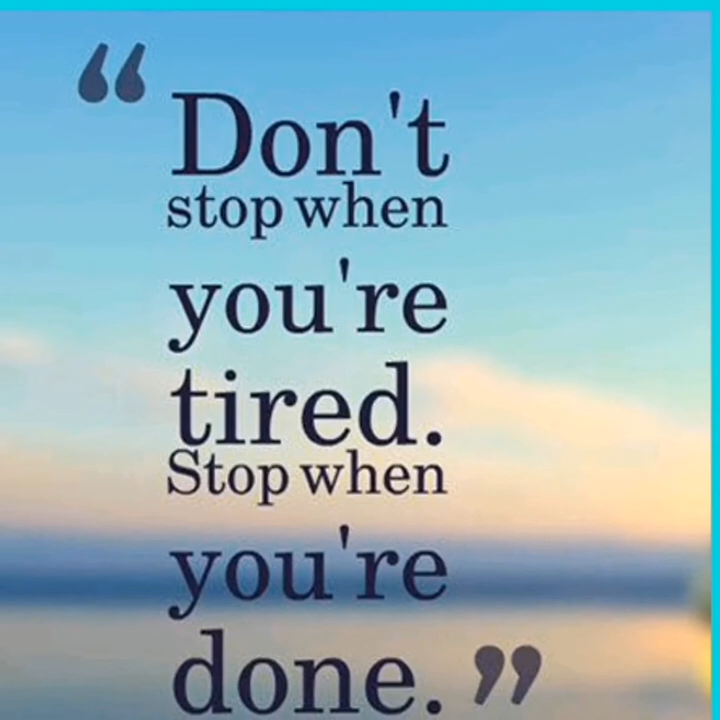 “ Don't
stop when
you're
tired.
Stop when
you're
done. ”